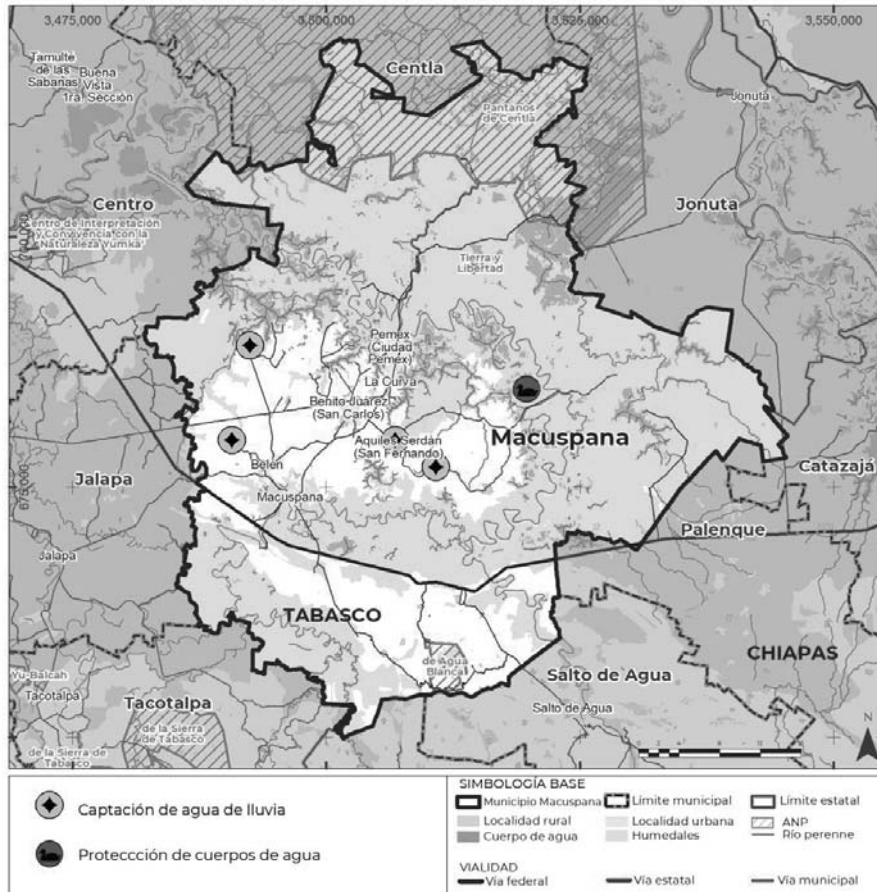 3,475,000
3,500,000
3,525,000
3,550,000
Tamulté
de las
Sabanas
Buena
Vista
1ra. Sección
Centla
Pantanos
de Centla
Jonuta
Centro
Jonuta
Centro de Interpretación
y Convivencia con la
Naturaleza Yumka'
Tierra y
Libertad
Pemex
(Ciudad
Pemex)
La Curva
Benito Juárez
(San Carlos)
Macuspana
Aquiles Serdán
(San Fernando)
Belén
675,000
Jalapa
Catazajá
Macuspana
Palenque
Jalapa
TABASCO
de Agua
Blanca
CHIAPAS
Salto de Agua
Yu-Balcah
Tacotalpa
Tacotalpa
Salto de Agua
de la Sierra
de Tabasco
de la Sierra de
Tabasco
N
Captación de agua de lluvia
Proteccción de cuerpos de agua
SIMBOLOGÍA BASE
Municipio Macuspana
Límite municipal
Límite estatal
Localidad rural
Localidad urbana
ANP
Cuerpo de agua
Humedales
Río perenne
VIALIDAD
Vía federal
Vía estatal
Vía municipal